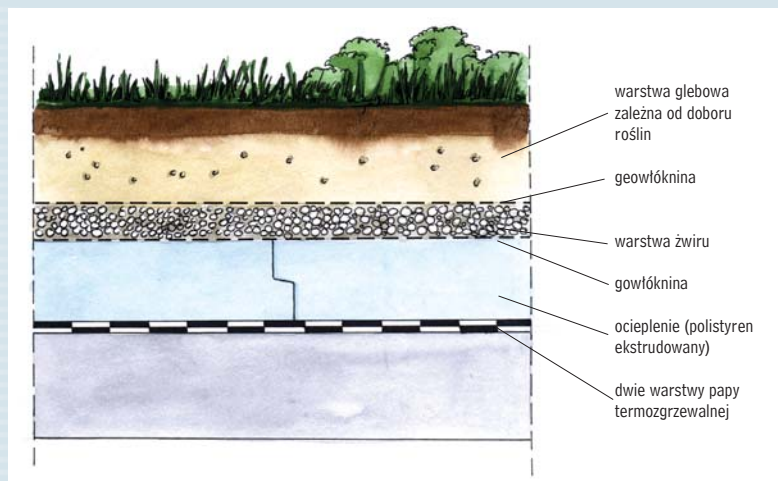 warstwa glebowa
zależna od doboru
roślin
geowłóknina
warstwa żwiru
gowłóknina
ocieplenie (polistyren
ekstrudowany)
dwie warstwy papy
termozgrzewalnej